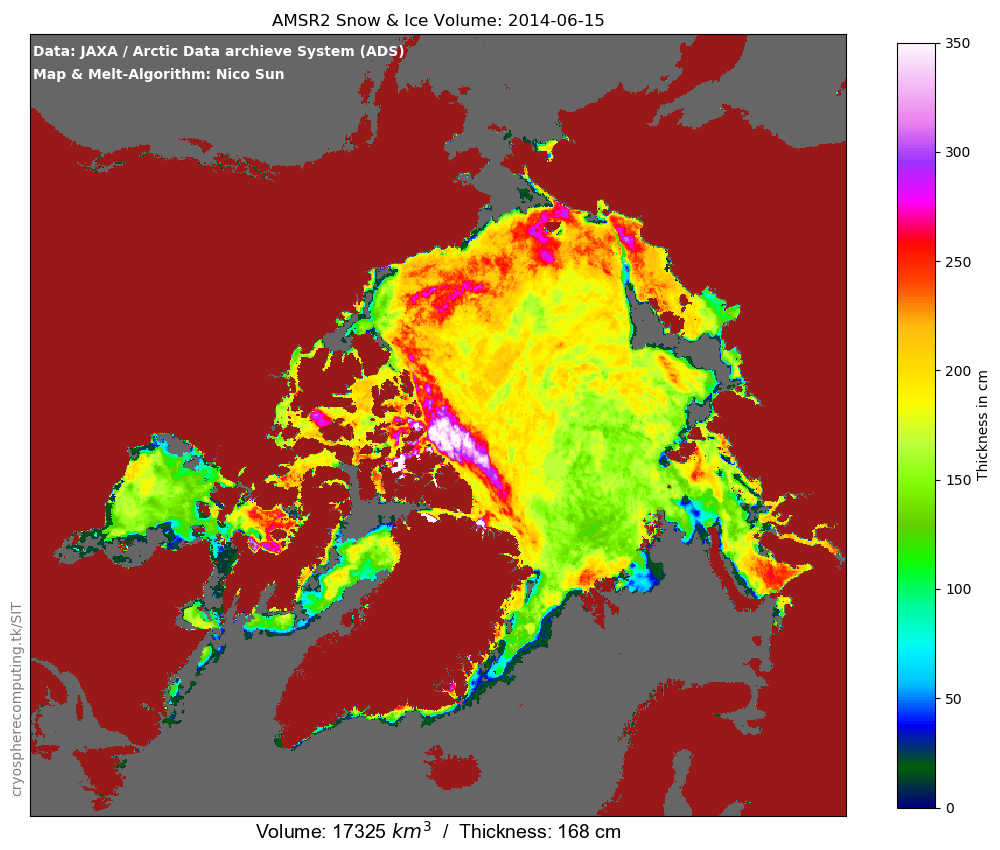 AMSR2 Snow & Ice Volume: 2014-06-15
Data: JAXA / Arctic Data archieve System (ADS)
Map & Melt-Algorithm: Nico Sun
350
300
250
200
150
100
50
0
Thickness in cm
cryospherecomputing.tk/SIT
Volume: 17325 km³ / Thickness: 168 cm